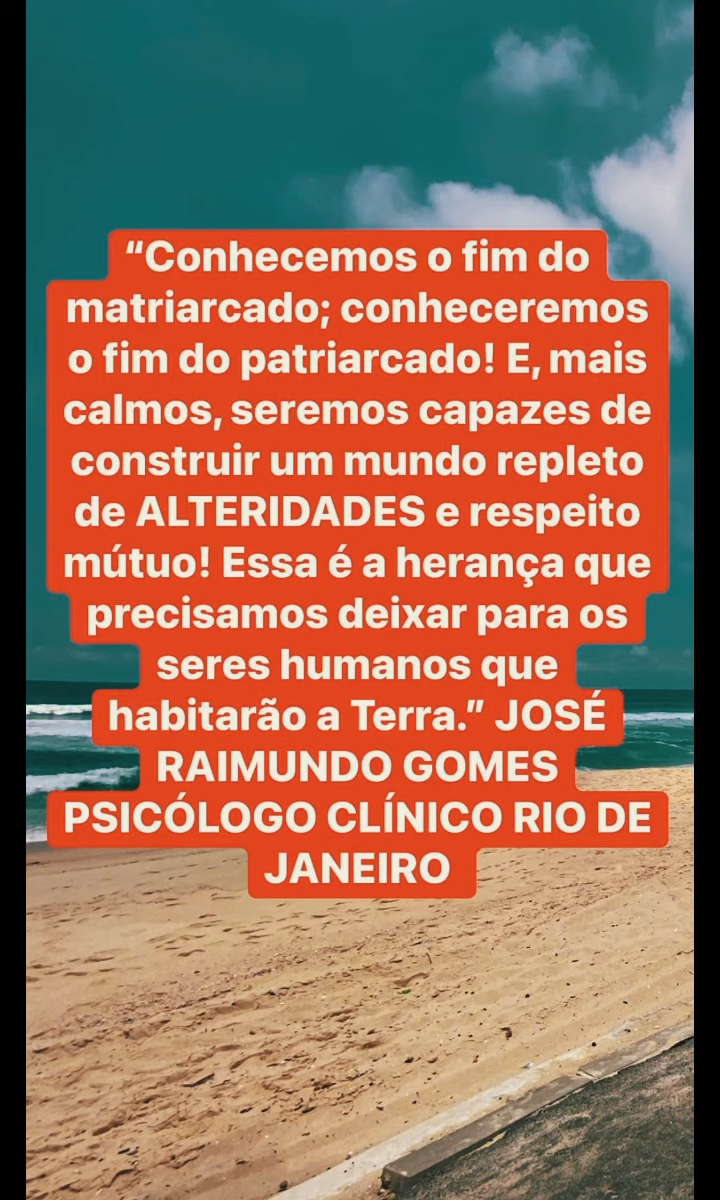 “Conhecemos o fim do
matriarcado; conheceremos
o fim do patriarcado! E, mais
calmos, seremos capazes de
construir um mundo repleto
de ALTERIDADES e respeito
mútuo! Essa é a herança que
precisamos deixar para os
seres humanos que
habitarão a Terra.” JOSÉ
RAIMUNDO GOMES
PSICÓLOGO CLÍNICO RIO DE
JANEIRO